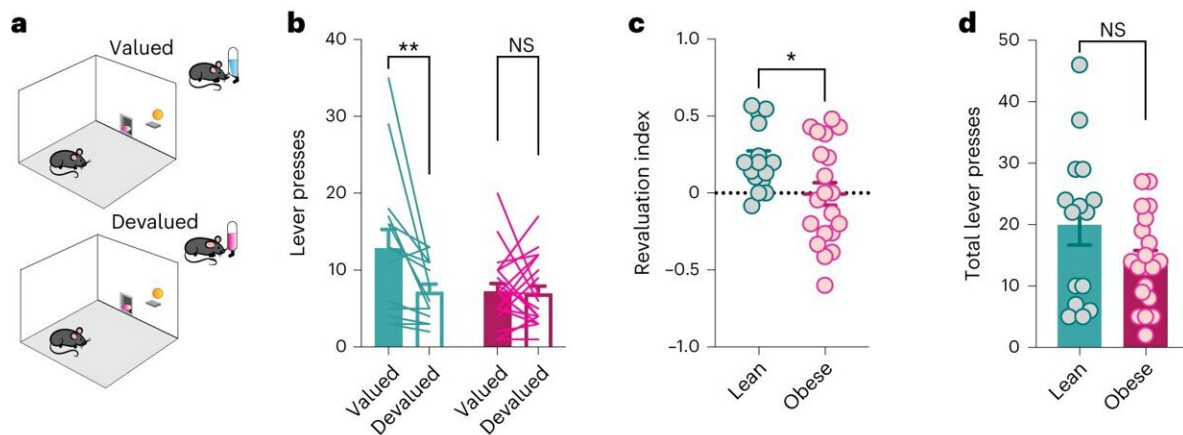 a
Valued
Devalued
b
Lever presses
40
30
20
10
0
**
NS
Valued
Devalued
Valued
Devalued
c
Revaluation index
1.0
0.5
0
–0.5
–1.0
*
Lean
Obese
d
Total lever presses
50
40
30
20
10
0
NS
Lean
Obese